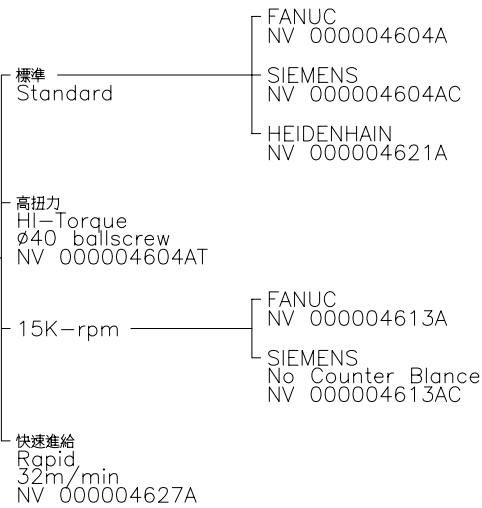 標準
Standard
FANUC
NV 000004604A
SIEMENS
NV 000004604AC
HEIDENHAIN
NV 000004621A
高扭力
HI-Torque
Ø40 ballscrew
NV 000004604AT
15K-rpm
FANUC
NV 000004613A
SIEMENS
No Counter Blance
NV 000004613AC
快速進給
Rapid
32m/min
NV 000004627A